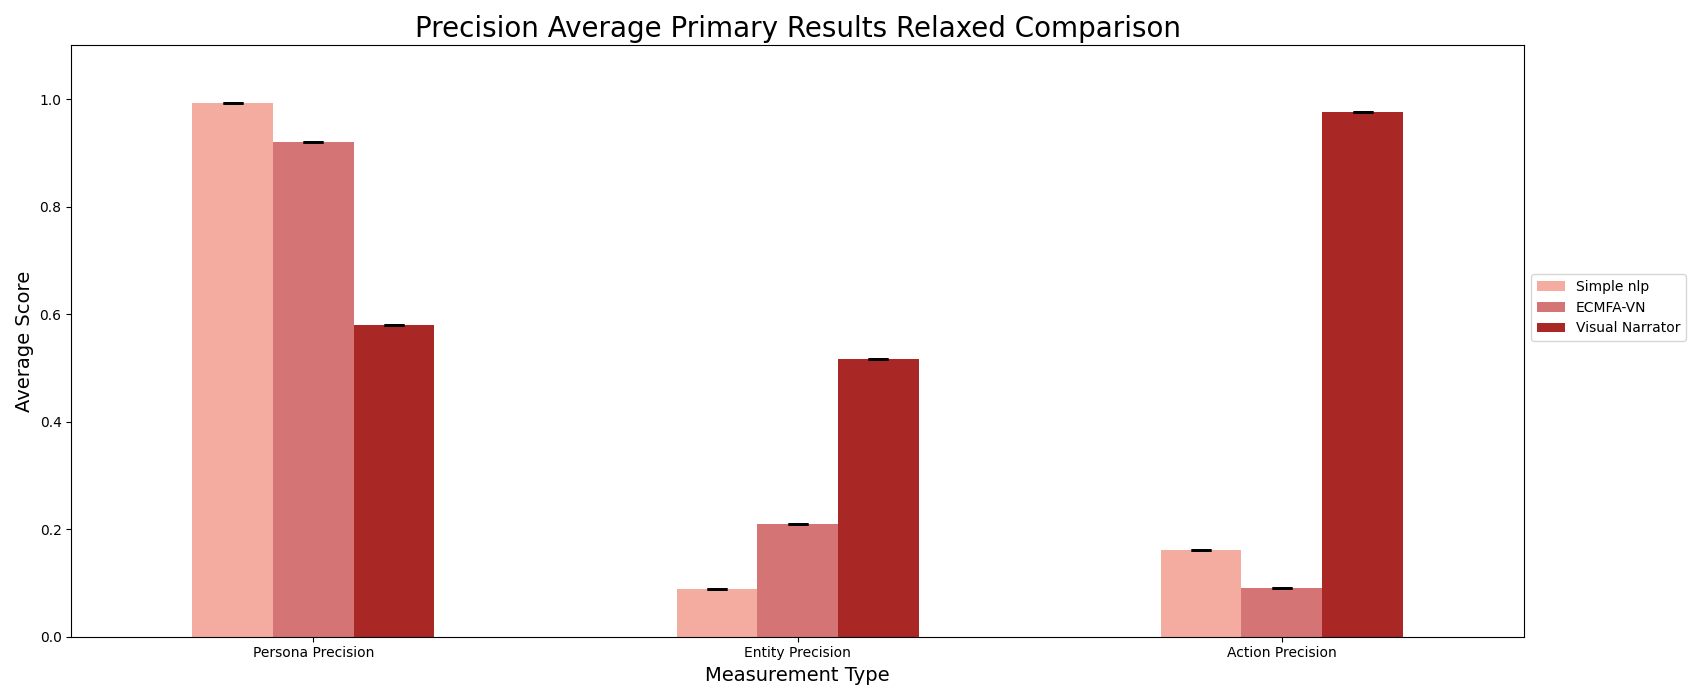 Precision Average Primary Results Relaxed Comparison
Average Score
1.0
0.8
0.6
0.4
0.2
0.0
Persona Precision
Entity Precision
Action Precision
Measurement Type
Simple nlp
ECMFA-VN
Visual Narrator